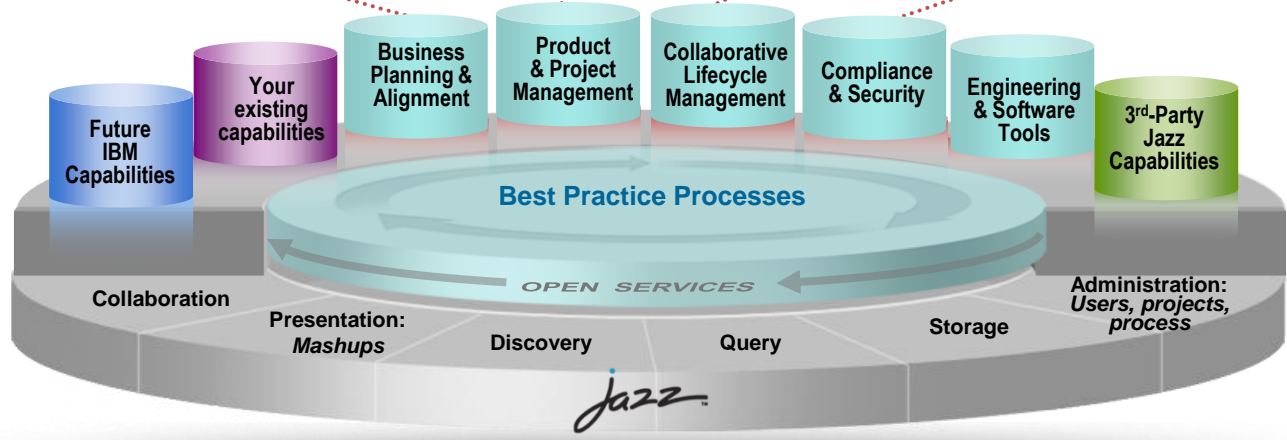 Business
Planning &
Alignment
Product
& Project
Management
Collaborative
Lifecycle
Management
Compliance
& Security
Engineering
& Software
Tools
Your
existing
capabilities
Future
IBM
Capabilities
3rd-Party
Jazz
Capabilities
Best Practice Processes
OPEN SERVICES
Collaboration
Presentation:
Mashups
Discovery
Query
Storage
Administration:
Users, projects,
process
jazz™